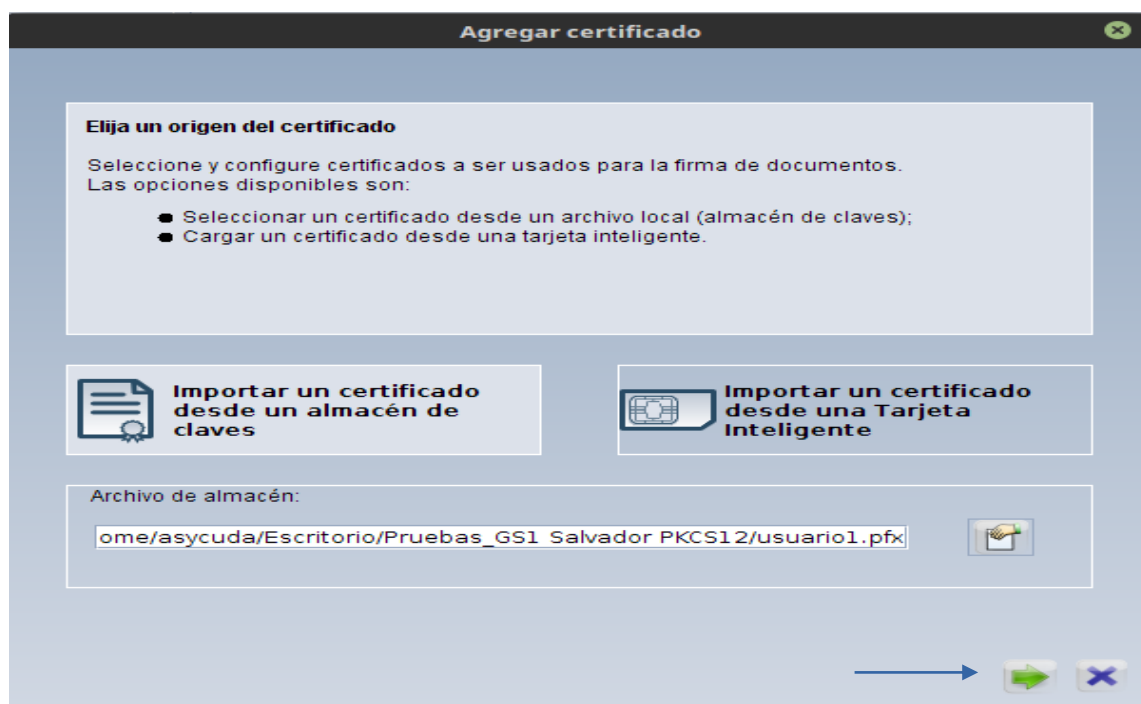 Agregar certificado
Elija un origen del certificado
Seleccione y configure certificados a ser usados para la firma de documentos.
Las opciones disponibles son:
● Seleccionar un certificado desde un archivo local (almacén de claves);
● Cargar un certificado desde una tarjeta inteligente.
Importar un certificado
desde un almacén de
claves
Importar un certificado
desde una Tarjeta
Inteligente
Archivo de almacén:
ome/asycuda/Escritorio/Pruebas_GS1 Salvador PKCS12/usuario1.pfx